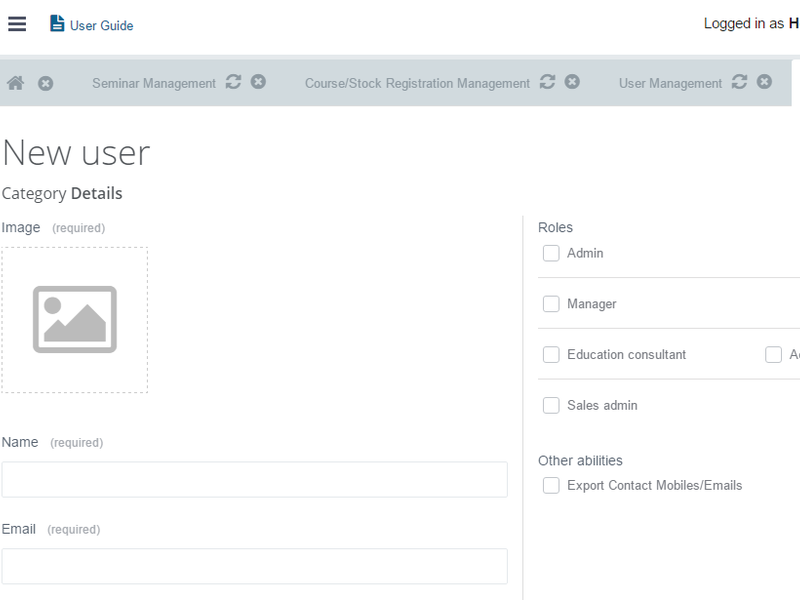 User Guide
Logged in as H
Seminar Management Course/Stock Registration Management User Management
New user
Category Details
Image (required)
Name (required)
Email (required)
Roles
Admin
Manager
Education consultant
Sales admin
Other abilities
Export Contact Mobiles/Emails